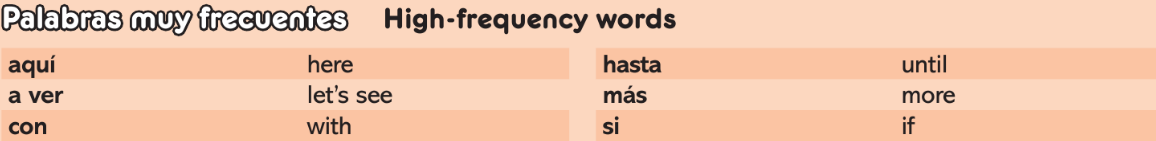 Palabras muy frecuentes High-frequency words
aquí here
a ver let's see
con with
hasta until
más more
si if